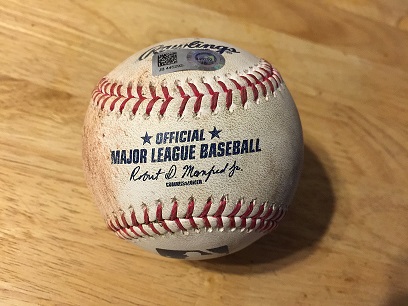 Rawlings
OFFICIAL
MAJOR LEAGUE BASEBALL
Robert D. Manfred Jr.
COMMISSIONER